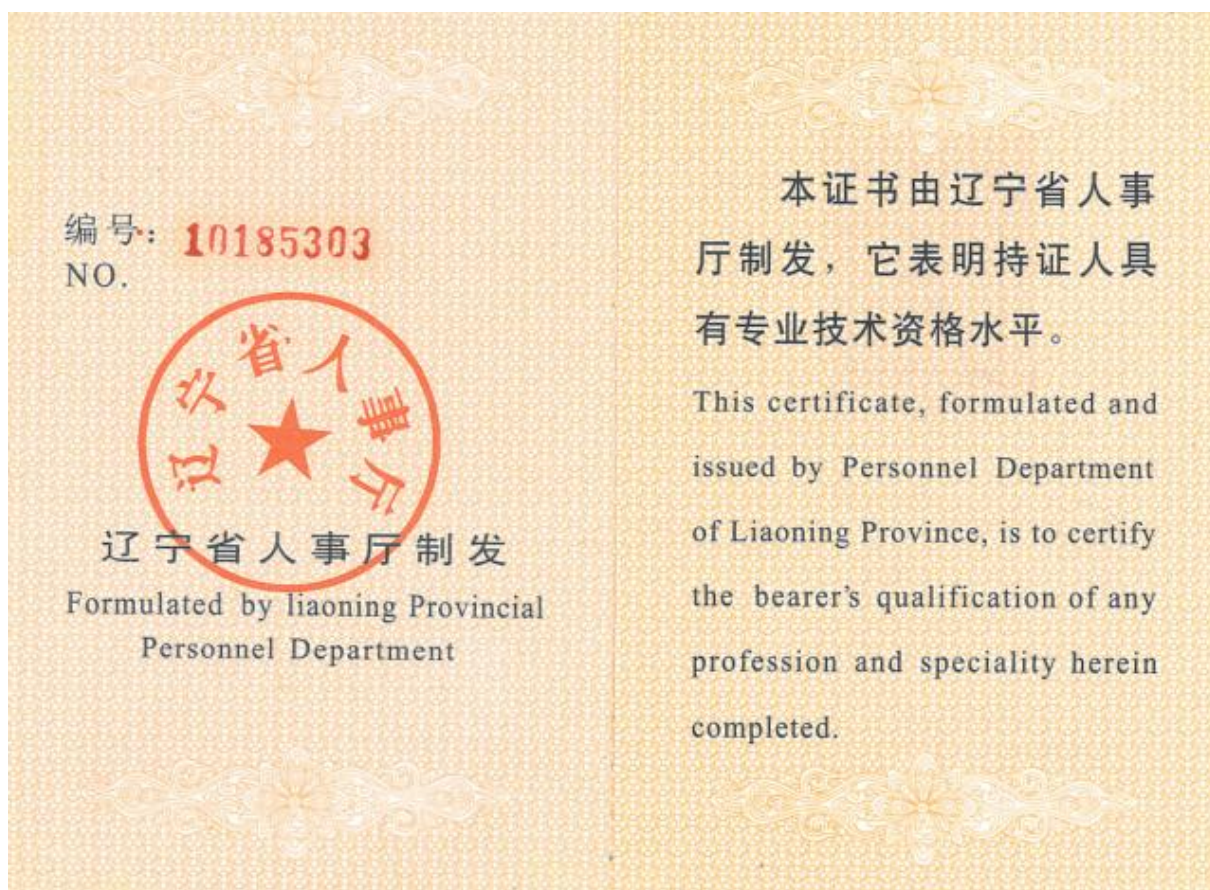 编号: 10185303
NO.
辽宁省人事厅
辽宁省人事厅制发
Formulated by liaoning Provincial
Personnel Department
本证书由辽宁省人事
厅制发，它表明持证人具
有专业技术资格水平。
This certificate, formulated and
issued by Personnel Department
of Liaoning Province, is to certify
the bearer's qualification of any
profession and speciality herein
completed.